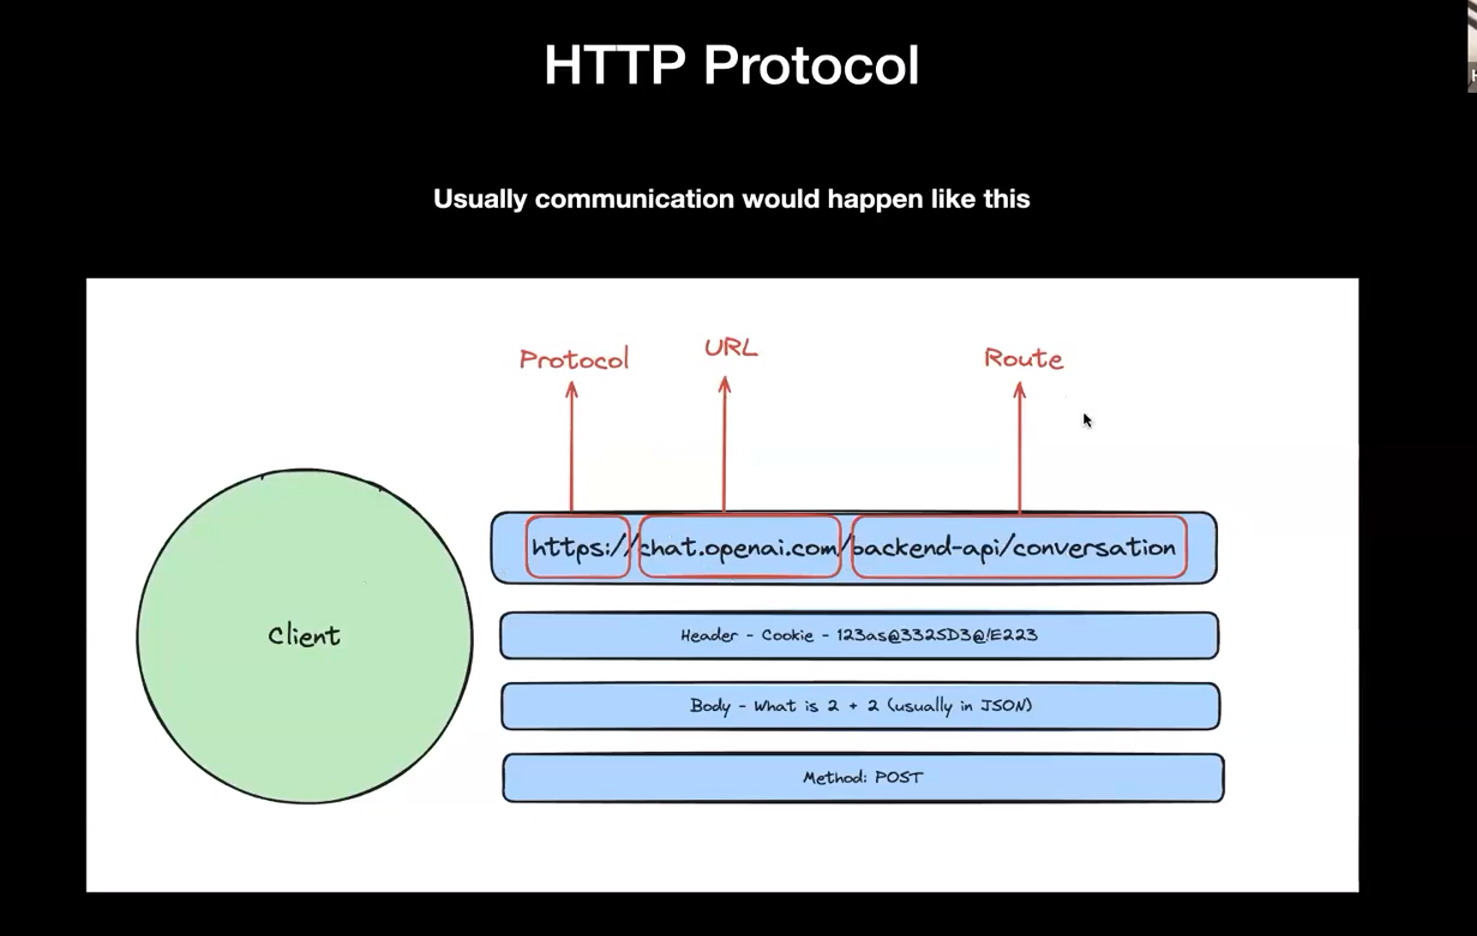 HTTP Protocol
Usually communication would happen like this
Protocol
URL
Route
https://chat.openai.com/backend-api/conversation
Client
Header - Cookie - 123as@3325D3@!E223
Body - What is 2 + 2 (usually in JSON)
Method: POST
H